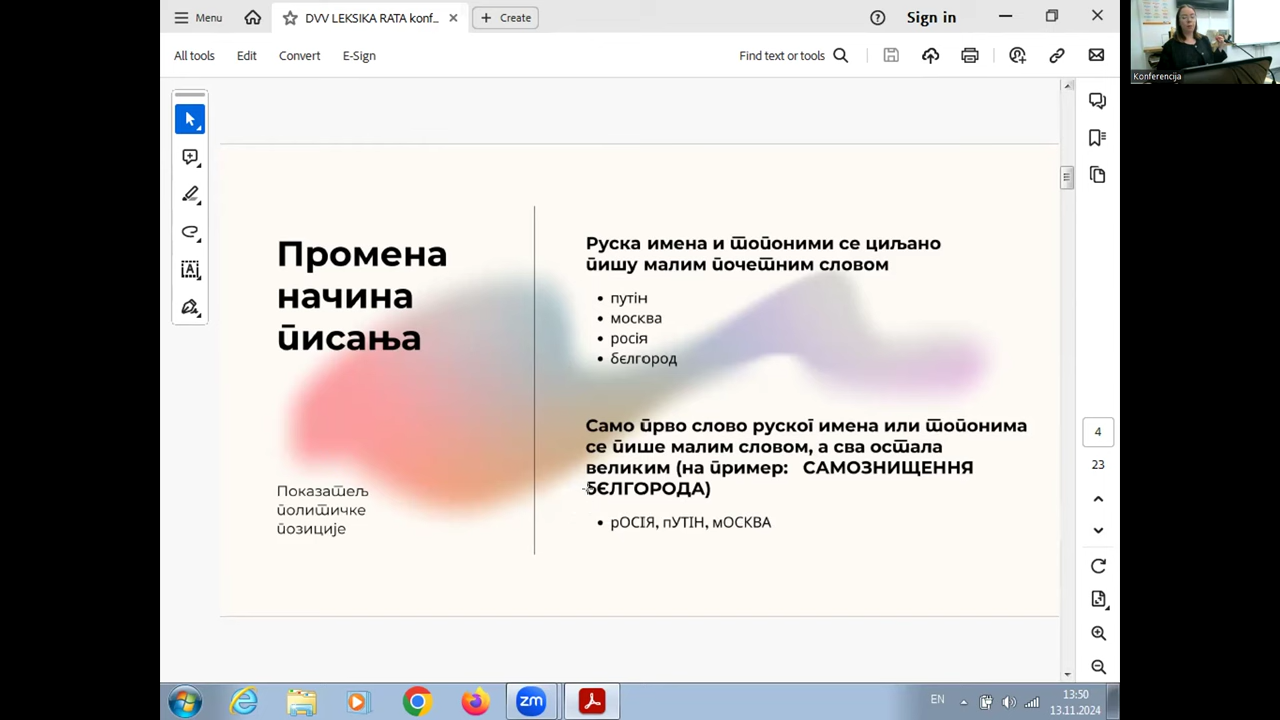 Menu
DVV LEKSIKA RATA konf...
Create
Sign in
All tools
Edit
Convert
E-Sign
Find text or tools
Konferencija
Промена
начина
писања
Показатељ
политичке
позиције
Руска имена и топоними се циљано
пишу малим почетним словом
• путін
• москва
• росія
• бєлгород
Само прво слово руског имена или топонима
се пише малим словом, а сва остала
великим (на пример: САМОЗНИЩЕННЯ
бЄЛГОРОДА)
• рОСІЯ, пУТІН, мОСКВА
4
23
EN
13:50
13.11.2024
zm